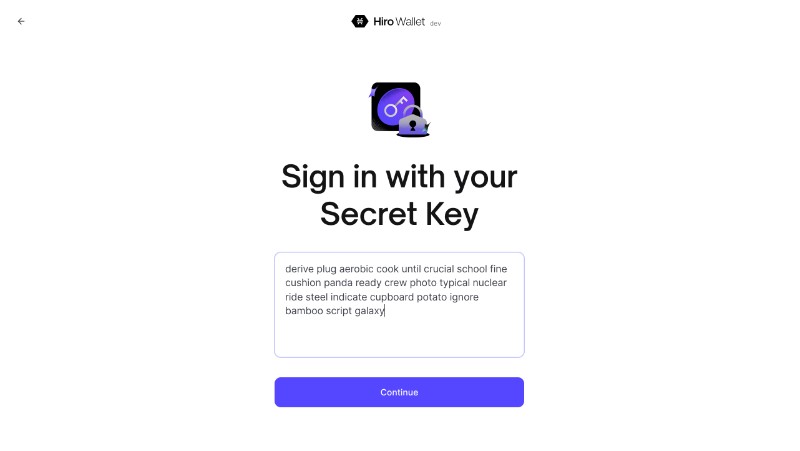 Hiro Wallet dev
Sign in with your
Secret Key
derive plug aerobic cook until crucial school fine
cushion panda ready crew photo typical nuclear
ride steel indicate cupboard potato ignore
bamboo script galaxy
Continue